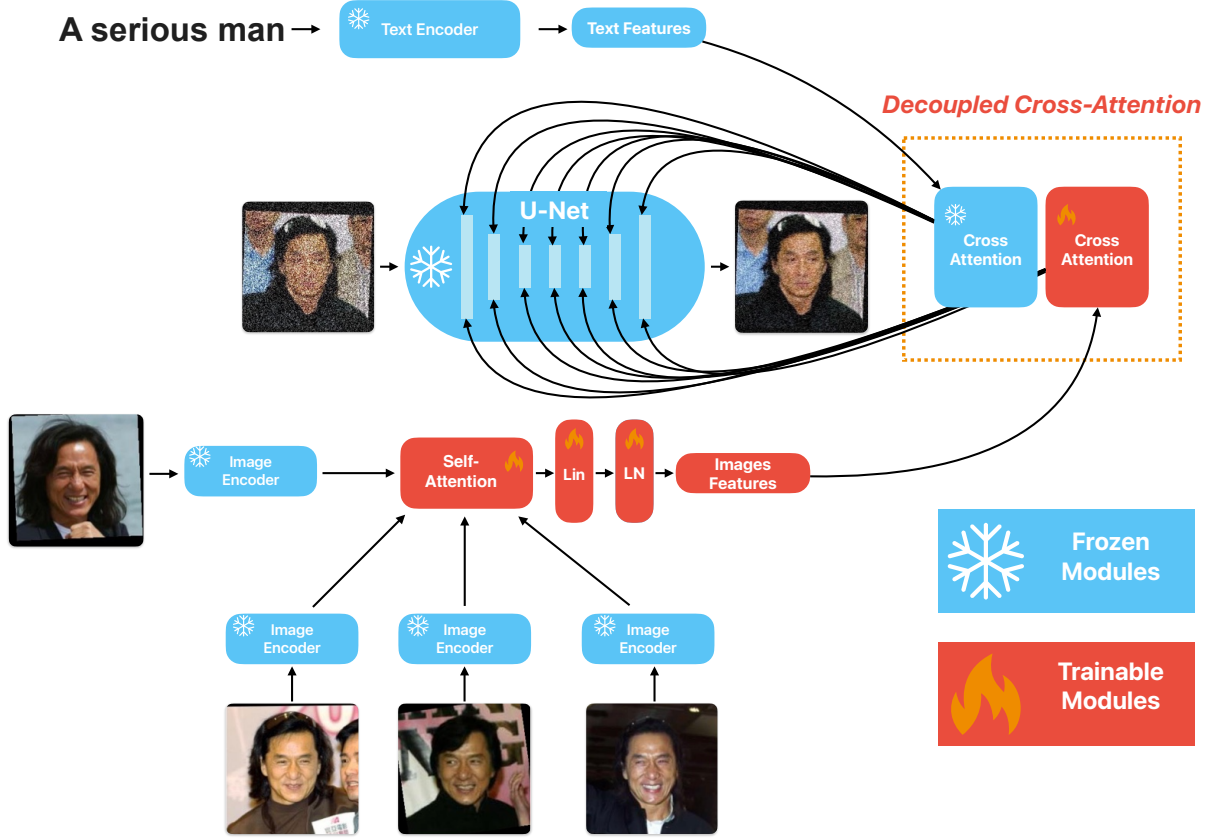 A serious man
Text Encoder
Text Features
Decoupled Cross-Attention
U-Net
Cross
Attention
Cross
Attention
Image
Encoder
Self-
Attention
Lin
LN
Images
Features
Frozen
Modules
Image
Encoder
Image
Encoder
Image
Encoder
Trainable
Modules